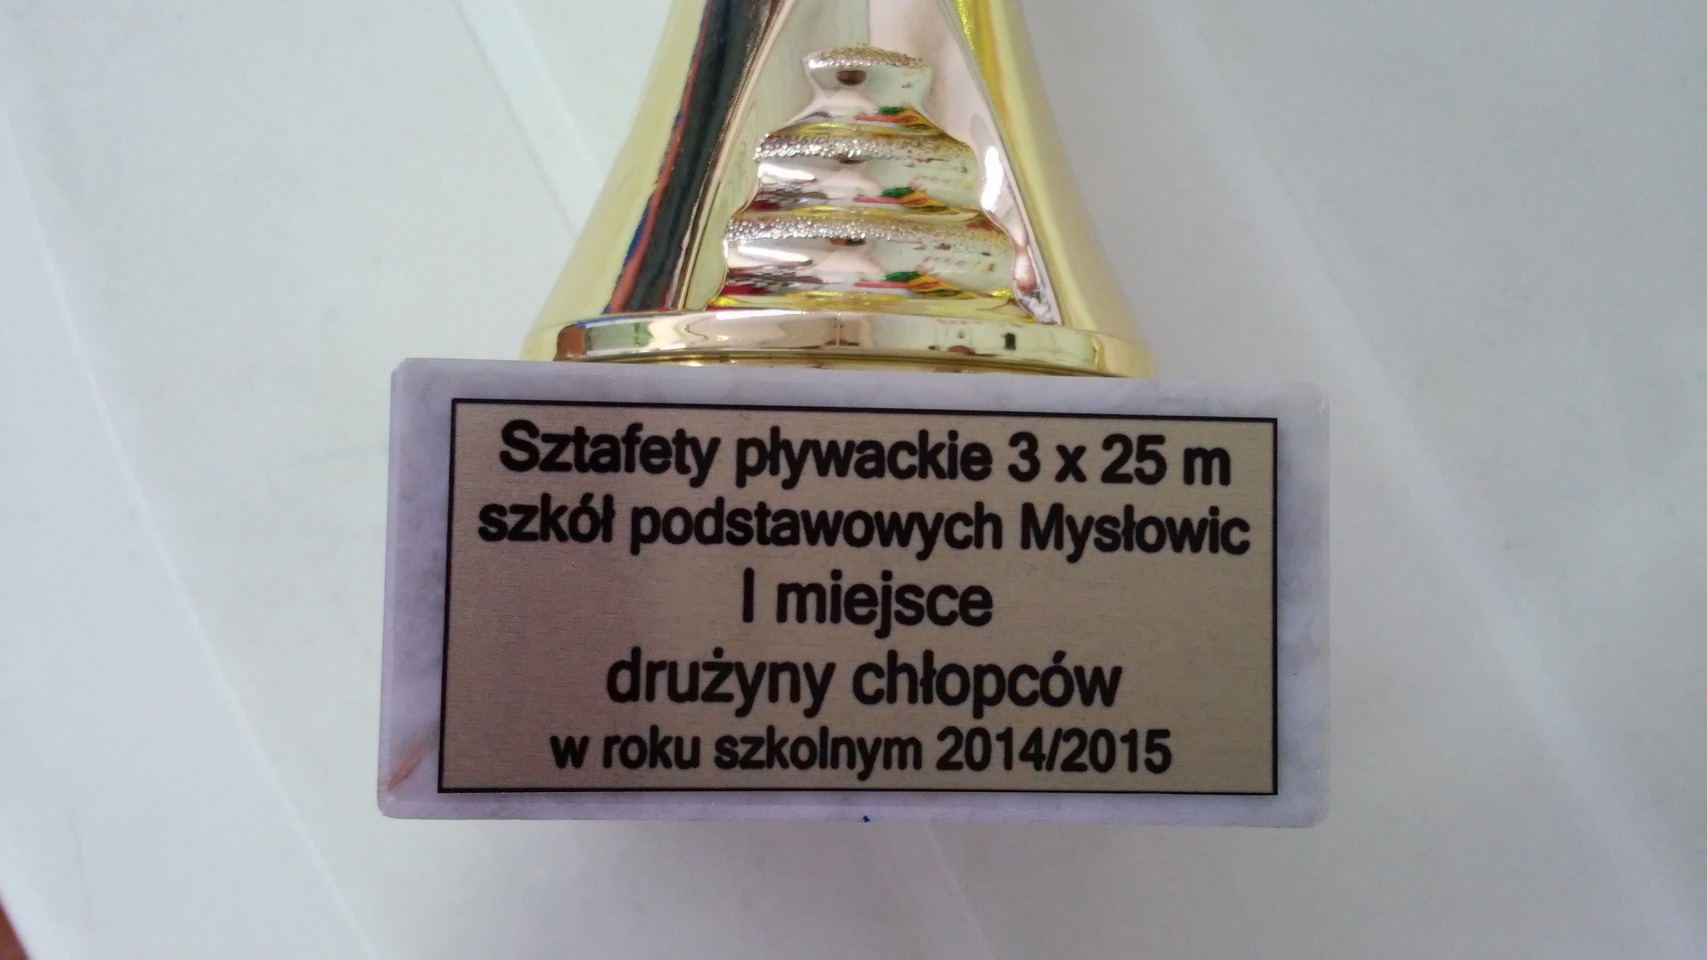 Sztafety pływackie 3 x 25 m
szkół podstawowych Mysłowic
I miejsce
drużyny chłopców
w roku szkolnym 2014/2015